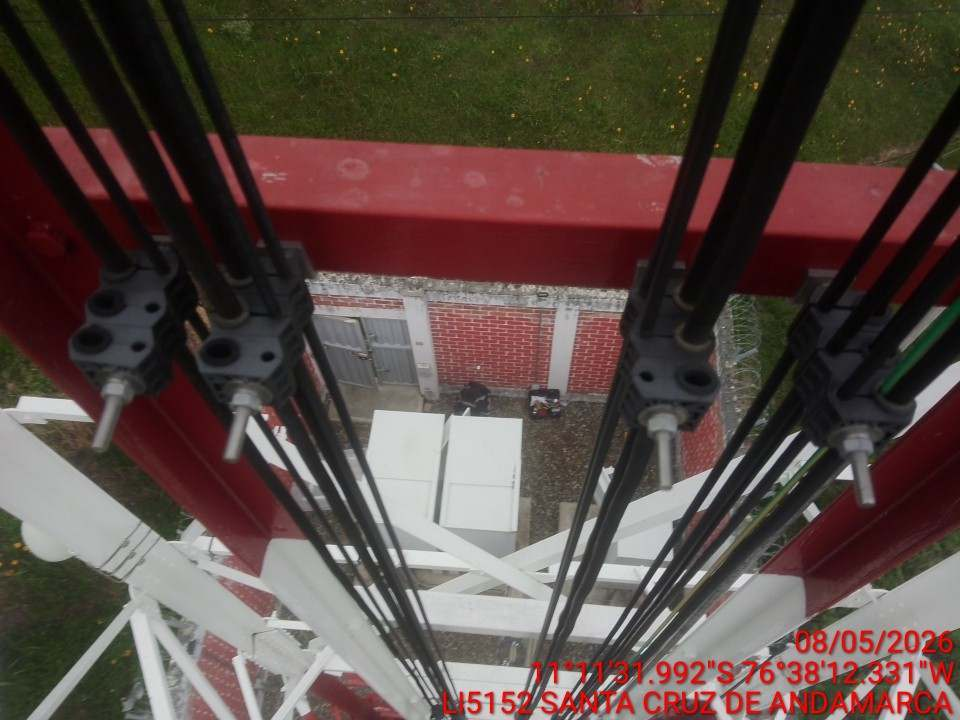 08/05/2026
11°11'31.992"S 76°38'12.331"W
LI5152 SANTA CRUZ DE ANDAMARCA